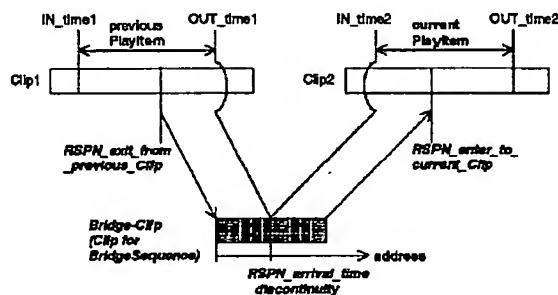 IN_time1
previous
PlayItem
OUT_time1
IN_time2
current
PlayItem
OUT_time2
Clip1
Clip2
RSPN_exit_from
_previous_Clip
RSPN_enter_to_
current_Clip
Bridge-Clip
(Clip for
BridgeSequence)
address
RSPN_arrival_time
discontinuity